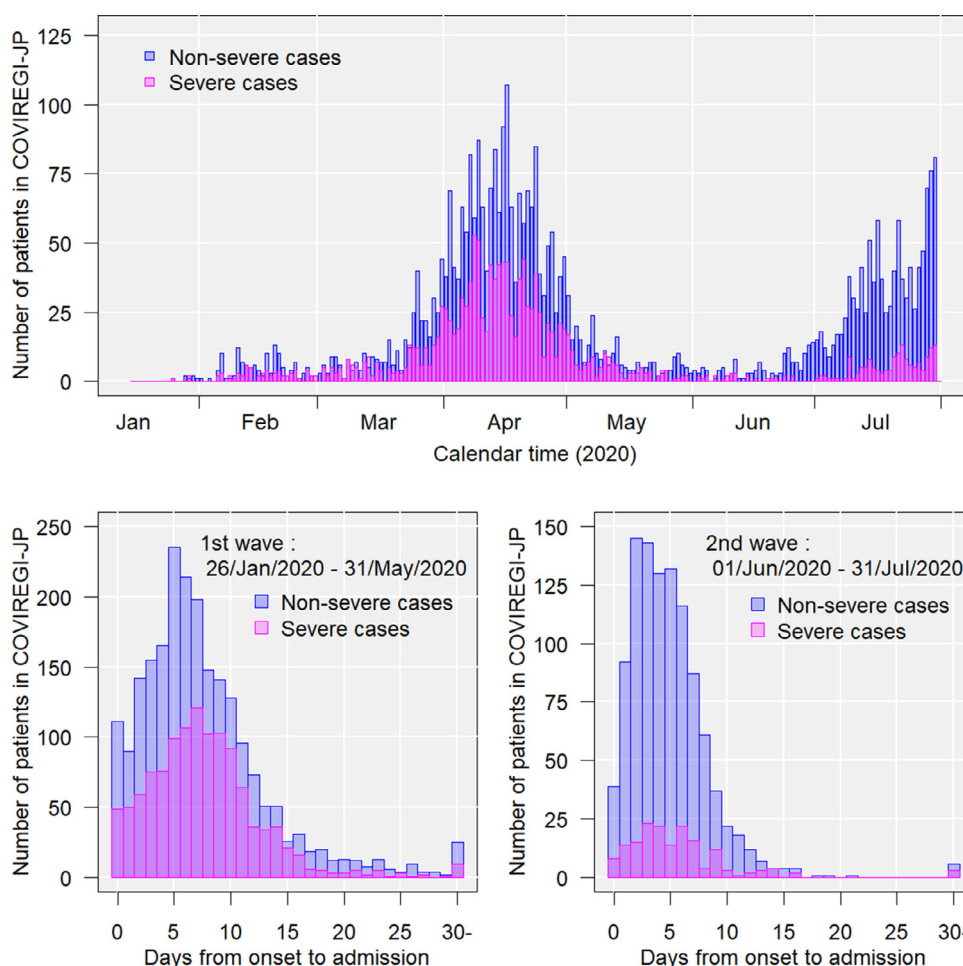 Number of patients in COVIREGI-JP
125
100
75
50
25
0
Non-severe cases
Severe cases
Jan Feb Mar Apr May Jun Jul
Calendar time (2020)
Number of patients in COVIREGI-JP
250
200
150
100
50
0
1st wave :
26/Jan/2020 - 31/May/2020
Non-severe cases
Severe cases
0 5 10 15 20 25 30-
Days from onset to admission
Number of patients in COVIREGI-JP
150
125
100
75
50
25
0
2nd wave :
01/Jun/2020 - 31/Jul/2020
Non-severe cases
Severe cases
0 5 10 15 20 25 30-
Days from onset to admission